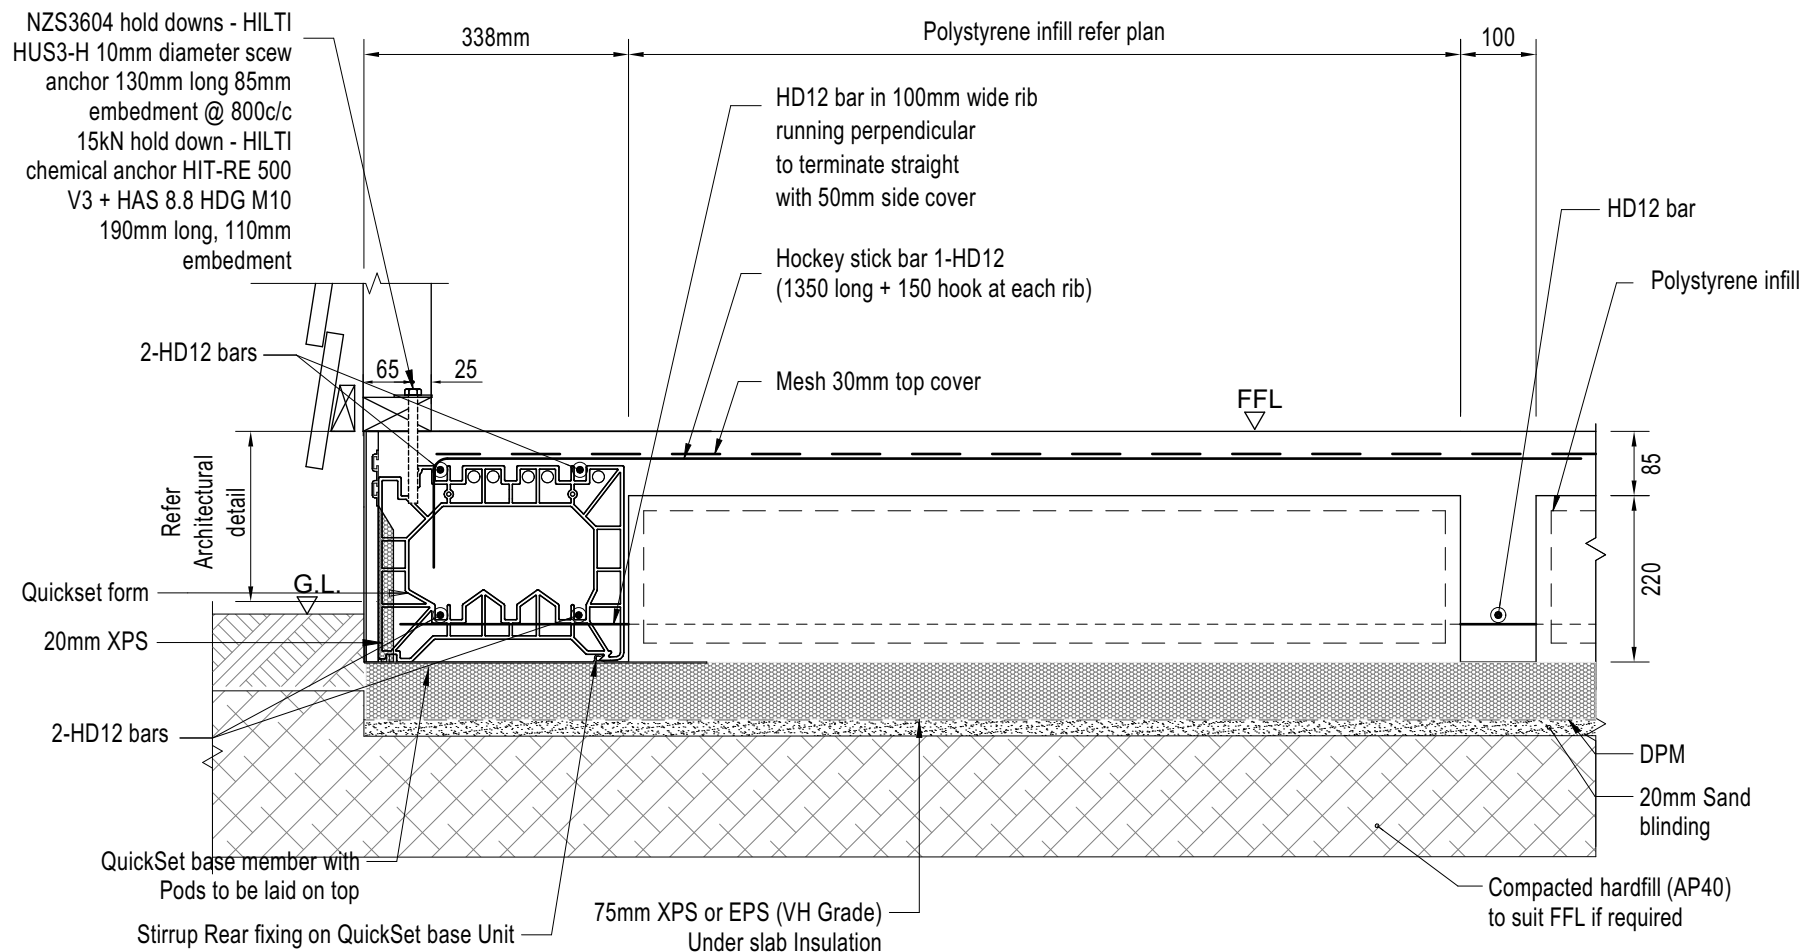 NZS3604 hold downs - HILTI
HUS3-H 10mm diameter scew
anchor 130mm long 85mm
embedment @ 800c/c
15kN hold down - HILTI
chemical anchor HIT-RE 500
V3 + HAS 8.8 HDG M10
190mm long, 110mm
embedment
338mm
Polystyrene infill refer plan
100
HD12 bar in 100mm wide rib
running perpendicular
to terminate straight
with 50mm side cover
HD12 bar
Hockey stick bar 1-HD12
(1350 long + 150 hook at each rib)
Polystyrene infill
2-HD12 bars
65
25
Mesh 30mm top cover
FFL
85
Refer
Architectural
detail
220
Quickset form
G.L.
20mm XPS
2-HD12 bars
DPM
20mm Sand
blinding
QuickSet base member with
Pods to be laid on top
Stirrup Rear fixing on QuickSet base Unit
75mm XPS or EPS (VH Grade)
Under slab Insulation
Compacted hardfill (AP40)
to suit FFL if required